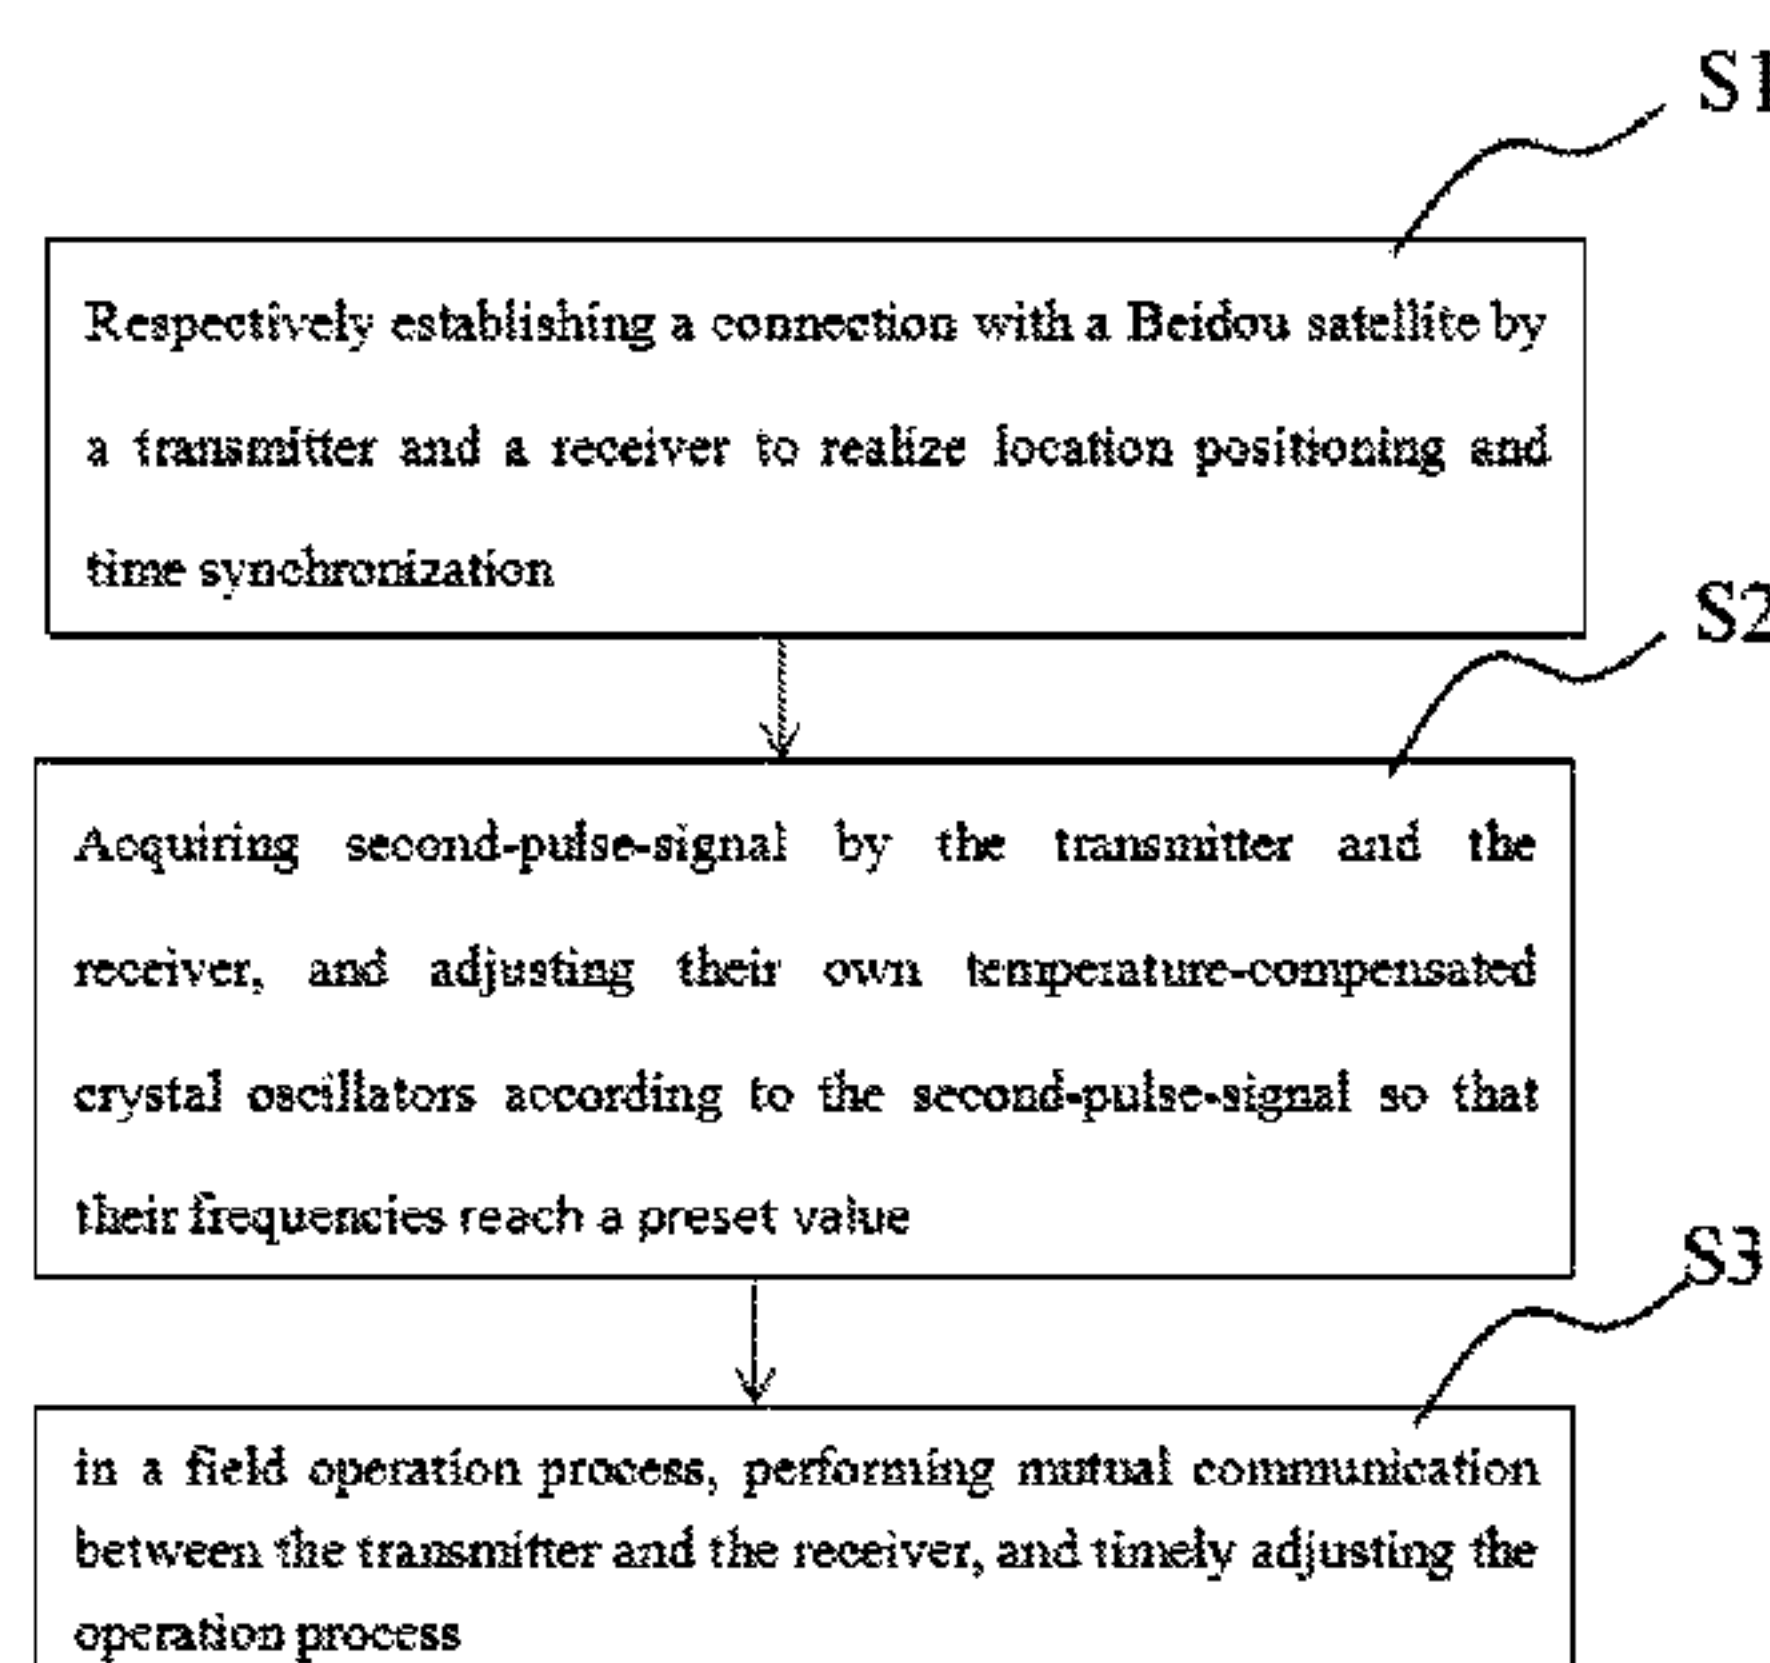 S1
Respectively establishing a connection with a Beidou satellite by
a transmitter and a receiver to realize location positioning and
time synchronization
S2
Acquiring second-pulse-signal by the transmitter and the
receiver, and adjusting their own temperature-compensated
crystal oscillators according to the second-pulse-signal so that
their frequencies reach a preset value
S3
in a field operation process, performing mutual communication
between the transmitter and the receiver, and timely adjusting the
operation process